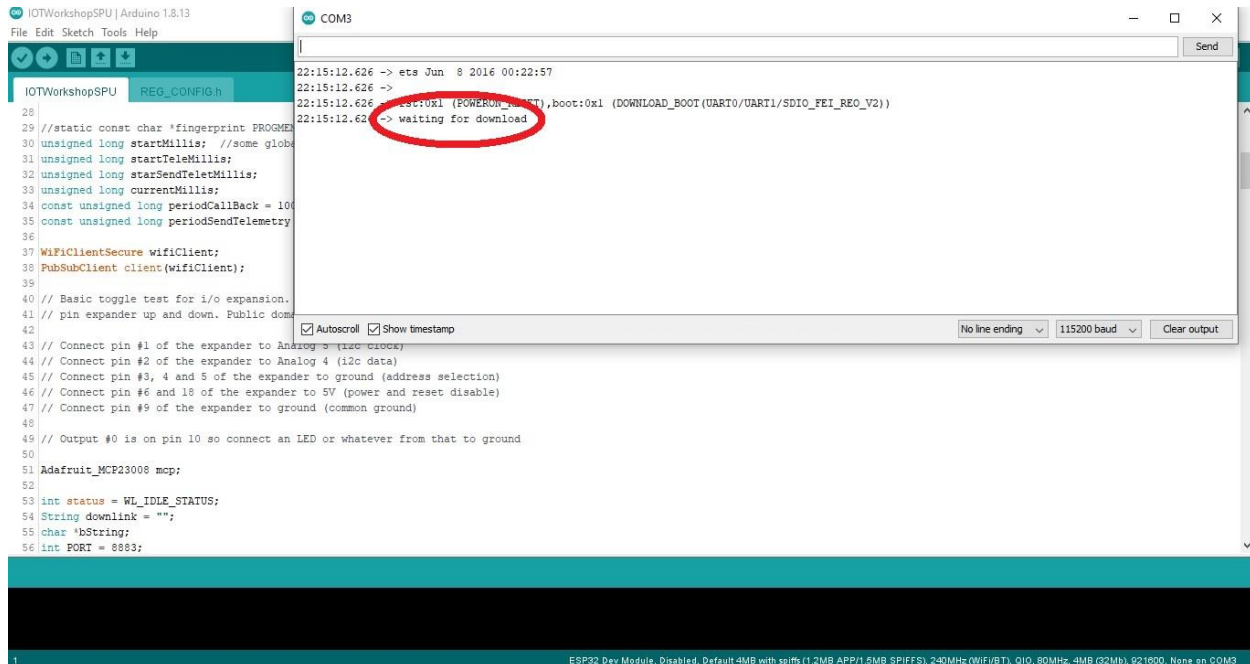 IOTWorkshopSPU | Arduino 1.8.13
File Edit Sketch Tools Help
COM3
Send
IOTWorkshopSPU REG_CONFIG.h
22:15:12.626 -> ets Jun  8 2016 00:22:57
22:15:12.626 ->
22:15:12.626 -> rst:0x1 (POWERON_RESET),boot:0x1 (DOWNLOAD_BOOT(UART0/UART1/SDIO_FEI_REO_V2))
22:15:12.626 -> waiting for download
Autoscroll Show timestamp
No line ending 115200 baud Clear output
28
29 //static const char *fingerprint PROGMEM
30 unsigned long startMillis; //some globa
31 unsigned long startTeleMillis;
32 unsigned long starSendTeletMillis;
33 unsigned long currentMillis;
34 const unsigned long periodCallBack = 100
35 const unsigned long periodSendTelemetry
36
37 WiFiClientSecure wifiClient;
38 PubSubClient client(wifiClient);
39
40 // Basic toggle test for i/o expansion.
41 // pin expander up and down. Public doma
42
43 // Connect pin #1 of the expander to Analog 5 (i2c clock)
44 // Connect pin #2 of the expander to Analog 4 (i2c data)
45 // Connect pin #3, 4 and 5 of the expander to ground (address selection)
46 // Connect pin #6 and 18 of the expander to 5V (power and reset disable)
47 // Connect pin #9 of the expander to ground (common ground)
48
49 // Output #0 is on pin 10 so connect an LED or whatever from that to ground
50
51 Adafruit_MCP23008 mcp;
52
53 int status = WL_IDLE_STATUS;
54 String downlink = "";
55 char *bString;
56 int PORT = 8883;
1
ESP32 Dev Module, Disabled, Default 4MB with spiffs (1.2MB APP/1.5MB SPIFFS), 240MHz (WiFi/BT), QIO, 80MHz, 4MB (32Mb), 921600, None on COM3